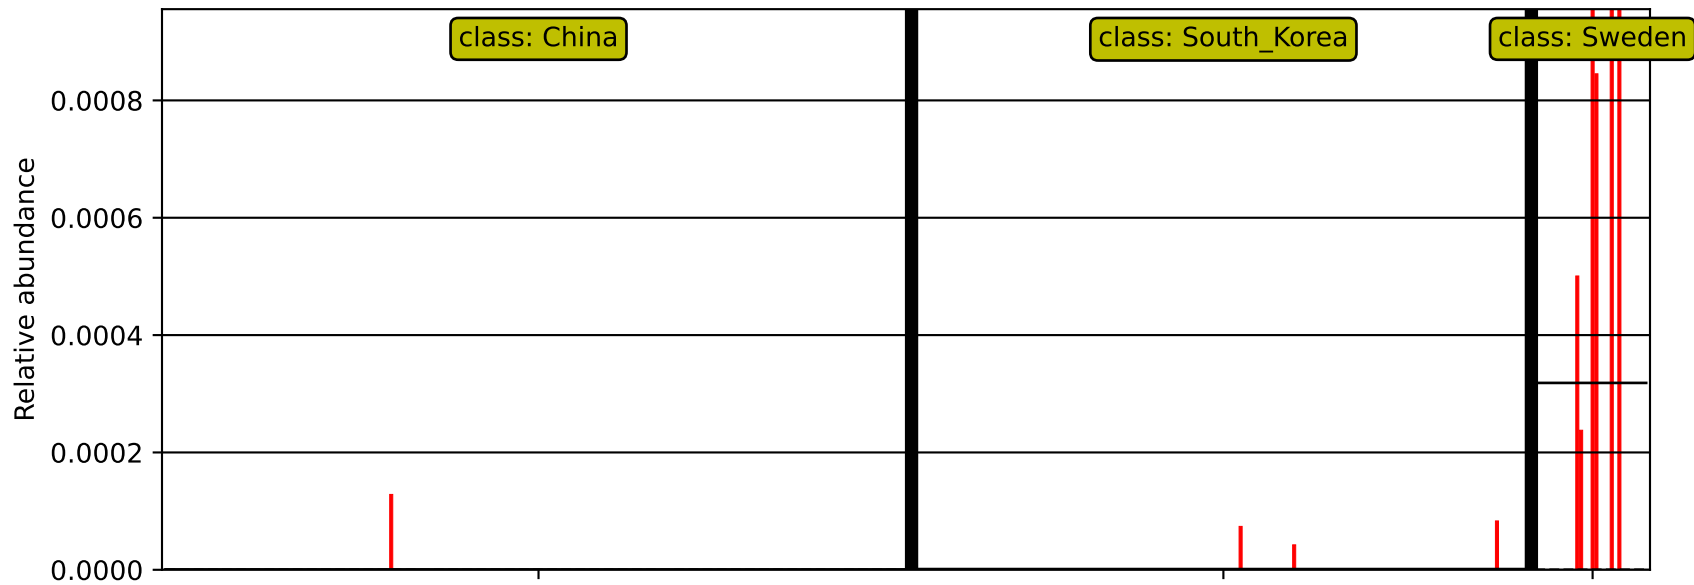 class: China
class: South_Korea
class: Sweden
Relative abundance
0.0008
0.0006
0.0004
0.0002
0.0000